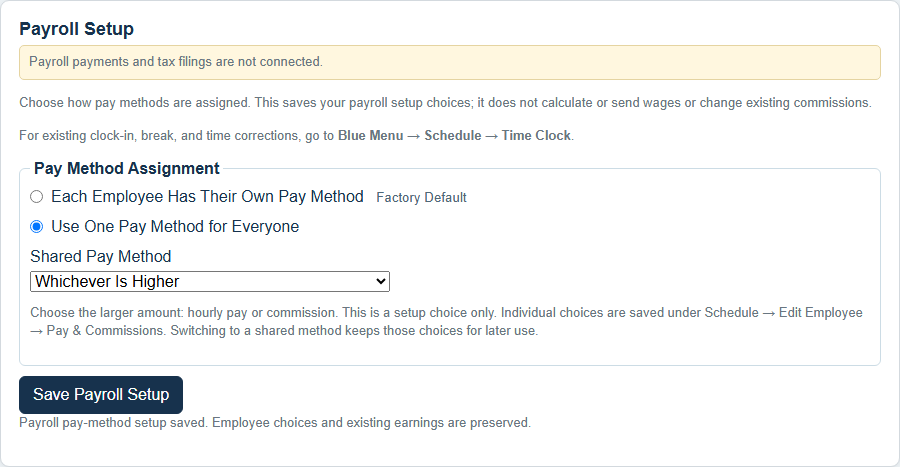 Payroll Setup
Payroll payments and tax filings are not connected.
Choose how pay methods are assigned. This saves your payroll setup choices; it does not calculate or send wages or change existing commissions.
For existing clock-in, break, and time corrections, go to Blue Menu → Schedule → Time Clock.
Pay Method Assignment
Each Employee Has Their Own Pay Method Factory Default
Use One Pay Method for Everyone
Shared Pay Method
Whichever Is Higher
Choose the larger amount: hourly pay or commission. This is a setup choice only. Individual choices are saved under Schedule → Edit Employee
→ Pay & Commissions. Switching to a shared method keeps those choices for later use.
Save Payroll Setup
Payroll pay-method setup saved. Employee choices and existing earnings are preserved.